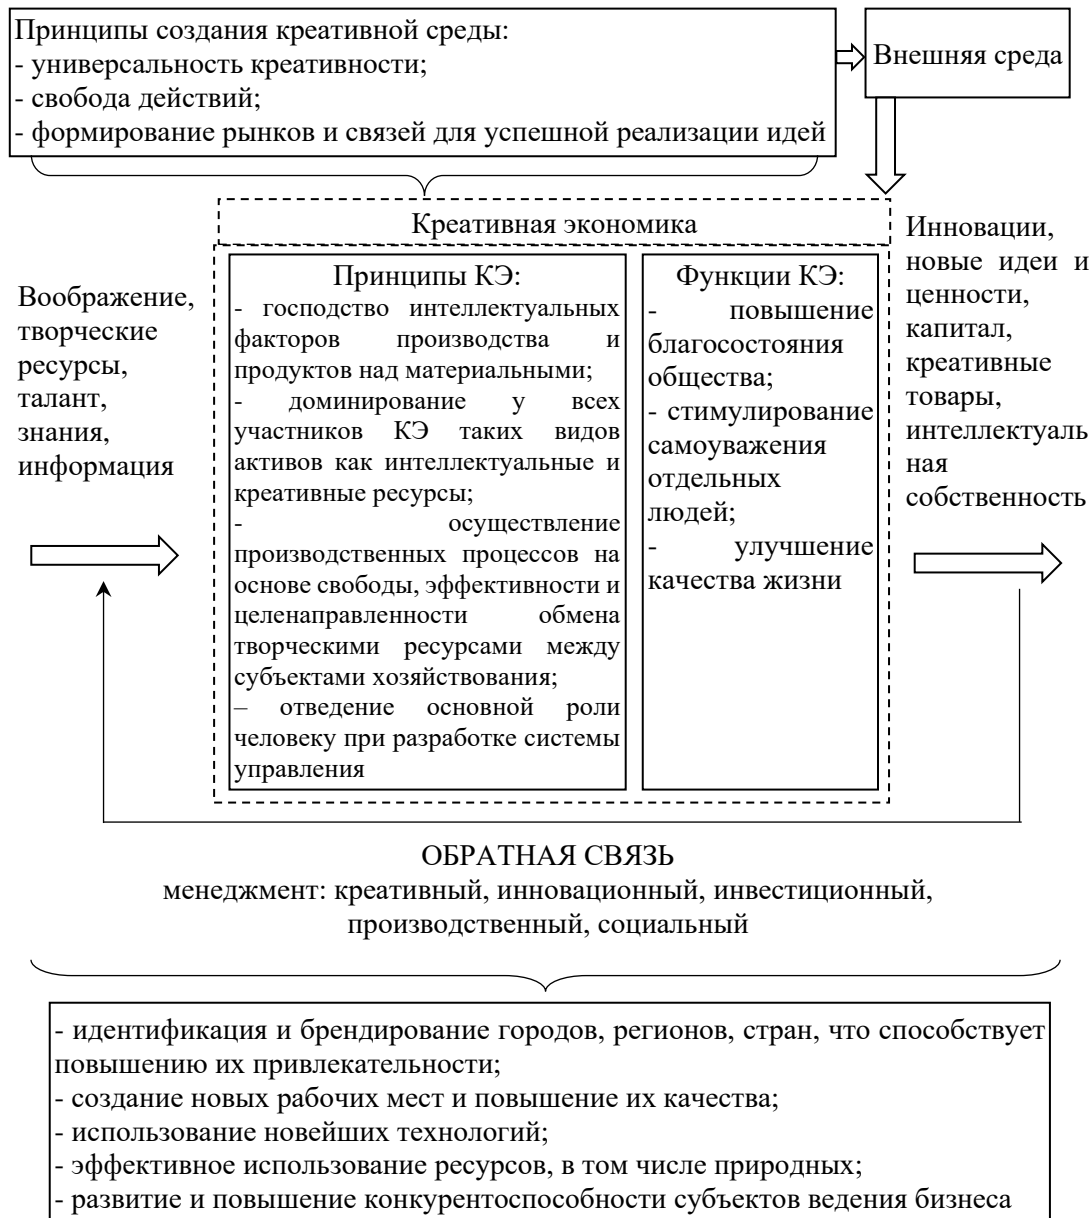 Принципы создания креативной среды:
- универсальность креативности;
- свобода действий;
- формирование рынков и связей для успешной реализации идей
Внешняя среда
Креативная экономика
Воображение,
творческие
ресурсы,
талант,
знания,
информация
Принципы КЭ:
- господство интеллектуальных
факторов производства и
продуктов над материальными;
- доминирование у всех
участников КЭ таких видов
активов как интеллектуальные и
креативные ресурсы;
- осуществление
производственных процессов на
основе свободы, эффективности и
целенаправленности обмена
творческими ресурсами между
субъектами хозяйствования;
– отведение основной роли
человеку при разработке системы
управления
Функции КЭ:
- повышение
благосостояния
общества;
- стимулирование
самоуважения
отдельных
людей;
- улучшение
качества жизни
Инновации,
новые идеи и
ценности,
капитал,
креативные
товары,
интеллектуаль
ная
собственность
ОБРАТНАЯ СВЯЗЬ
менеджмент: креативный, инновационный, инвестиционный,
производственный, социальный
- идентификация и брендирование городов, регионов, стран, что способствует
повышению их привлекательности;
- создание новых рабочих мест и повышение их качества;
- использование новейших технологий;
- эффективное использование ресурсов, в том числе природных;
- развитие и повышение конкурентоспособности субъектов ведения бизнеса